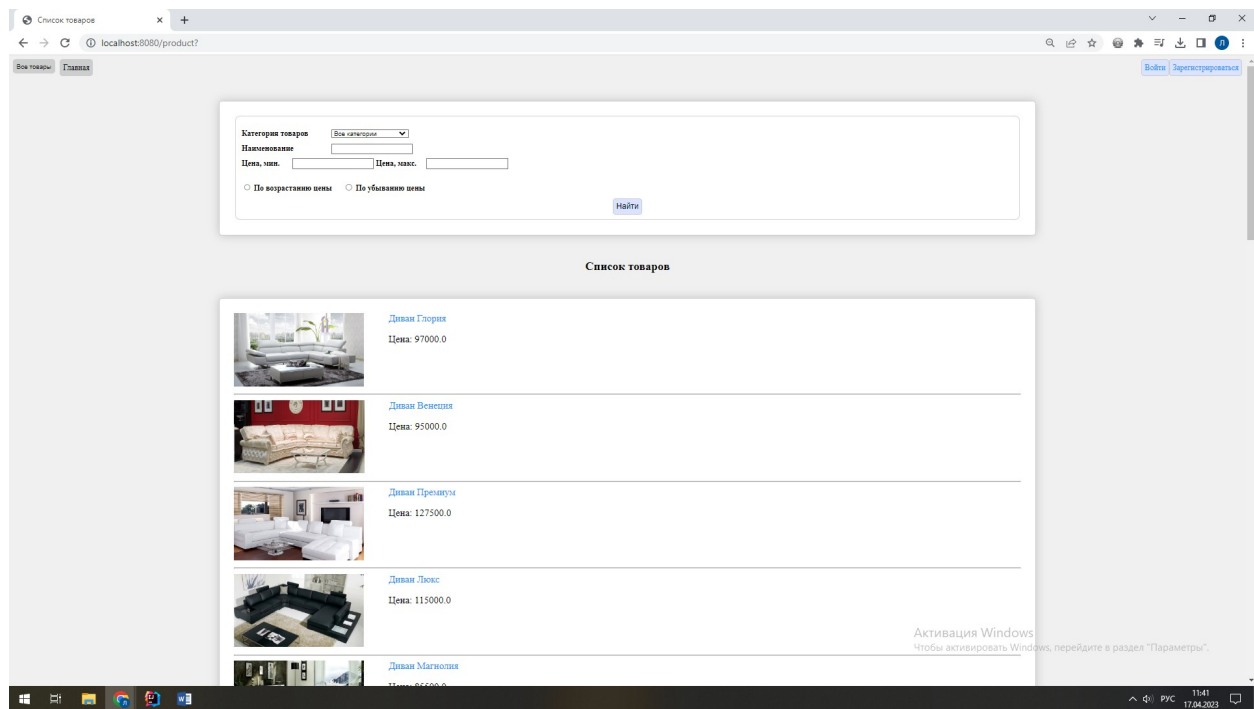 Список товаров
localhost:8080/product?
Все товары Главная Войти Зарегистрироваться
Категория товаров Все категории
Наименование
Цена, мин. Цена, макс.
По возрастанию цены По убыванию цены
Найти
Список товаров
Диван Глория
Цена: 97000.0
Диван Венеция
Цена: 95000.0
Диван Премиум
Цена: 127500.0
Диван Люкс
Цена: 115000.0
Диван Магнолия
Активация Windows
Чтобы активировать Windows, перейдите в раздел "Параметры".
РУС
11:41
17.04.2023